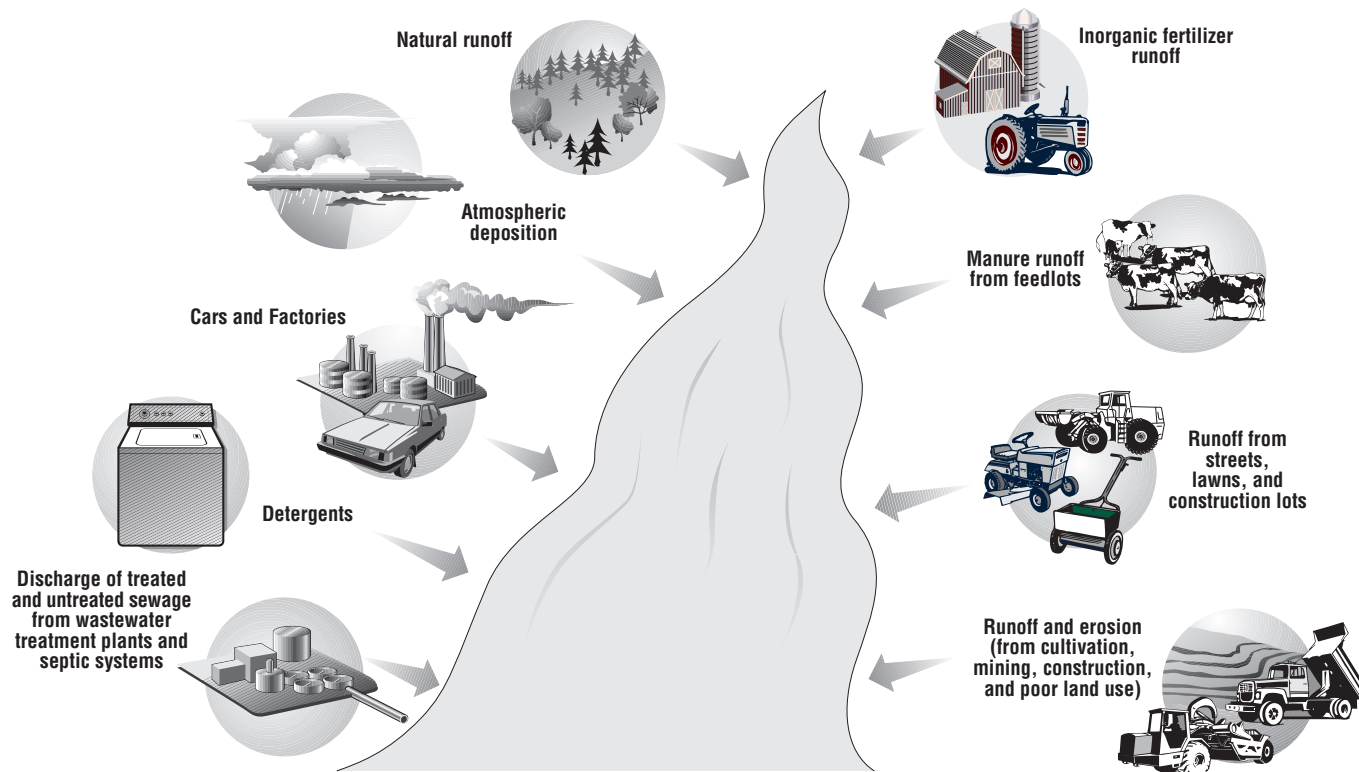 Natural runoff
Inorganic fertilizer
runoff
Atmospheric
deposition
Manure runoff
from feedlots
Cars and Factories
Runoff from
streets,
lawns, and
construction lots
Detergents
Discharge of treated
and untreated sewage
from wastewater
treatment plants and
septic systems
Runoff and erosion
(from cultivation,
mining, construction,
and poor land use)